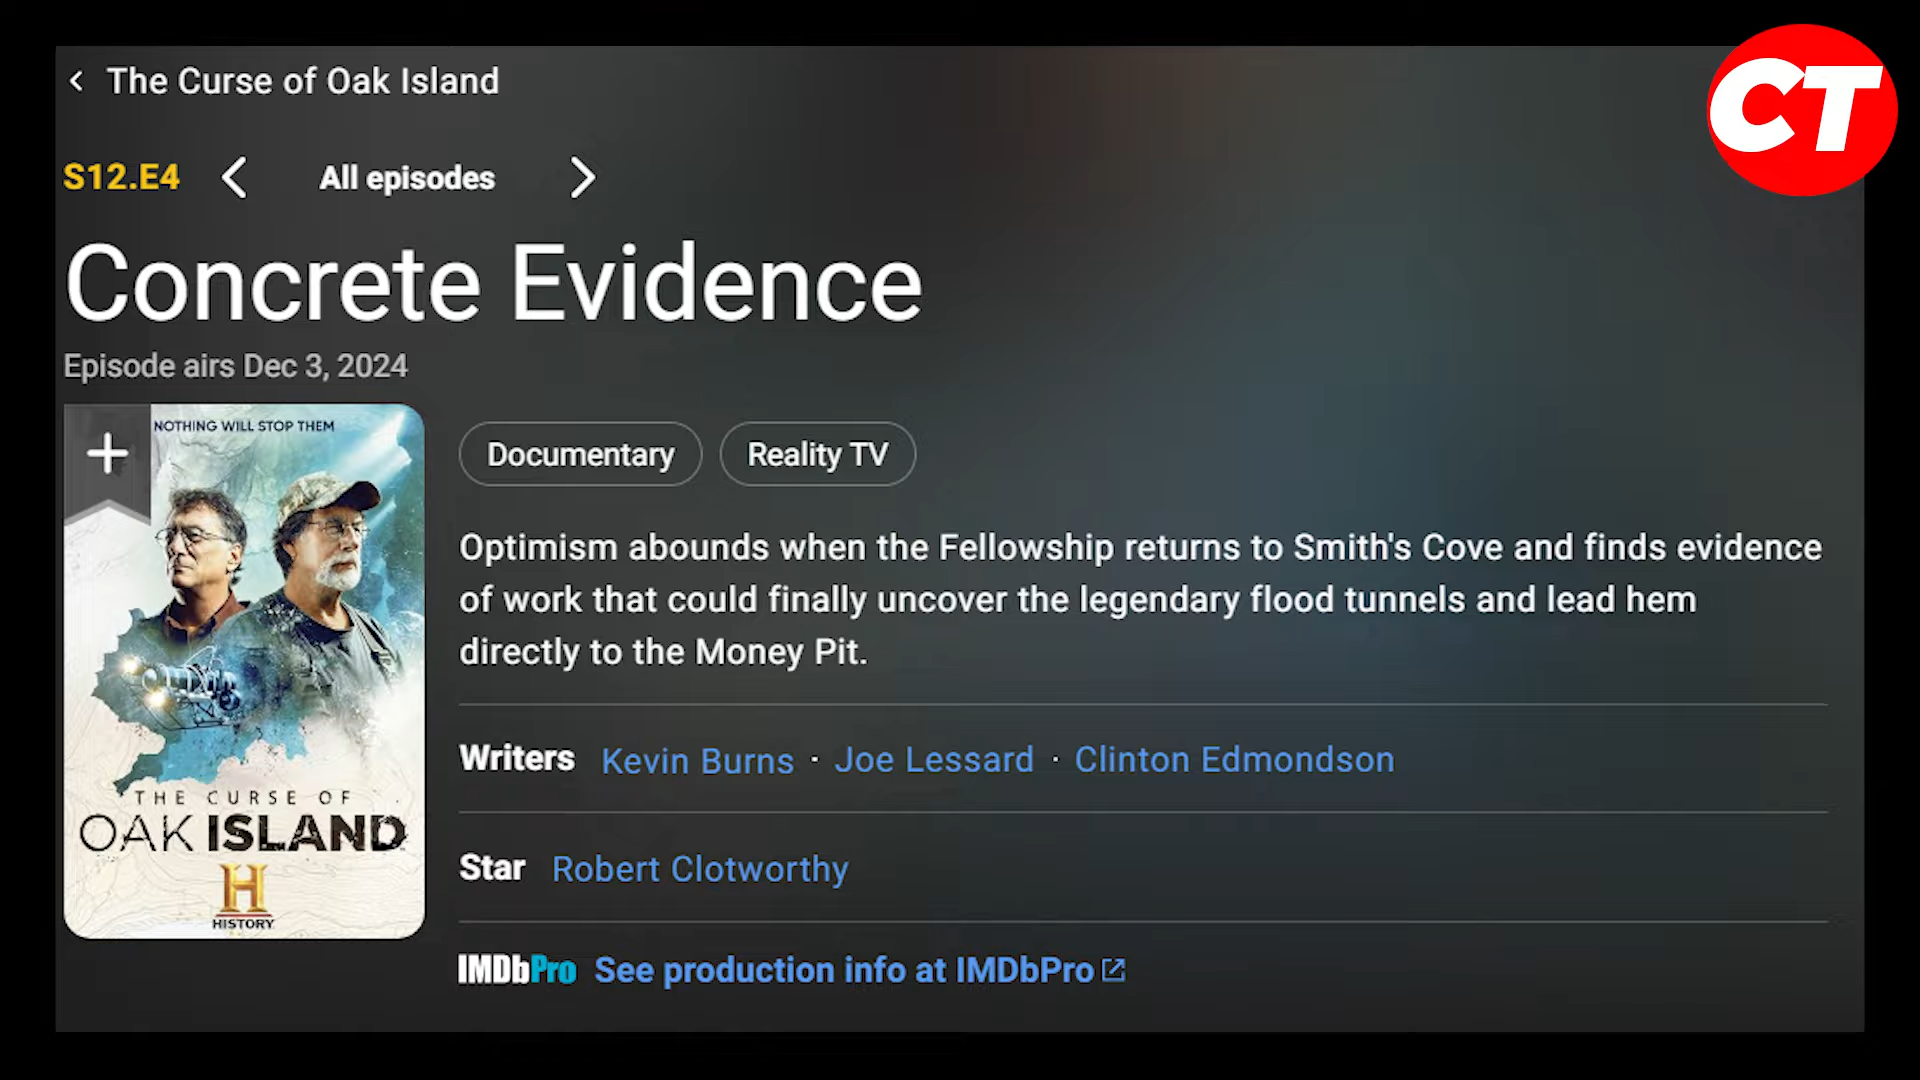 The Curse of Oak Island
CT
S12.E4
All episodes
Concrete Evidence
Episode airs Dec 3, 2024
NOTHING WILL STOP THEM
THE CURSE OF
OAK ISLAND
H
HISTORY
Documentary
Reality TV
Optimism abounds when the Fellowship returns to Smith's Cove and finds evidence
of work that could finally uncover the legendary flood tunnels and lead hem
directly to the Money Pit.
Writers Kevin Burns · Joe Lessard · Clinton Edmondson
Star Robert Clotworthy
IMDbPro See production info at IMDbPro